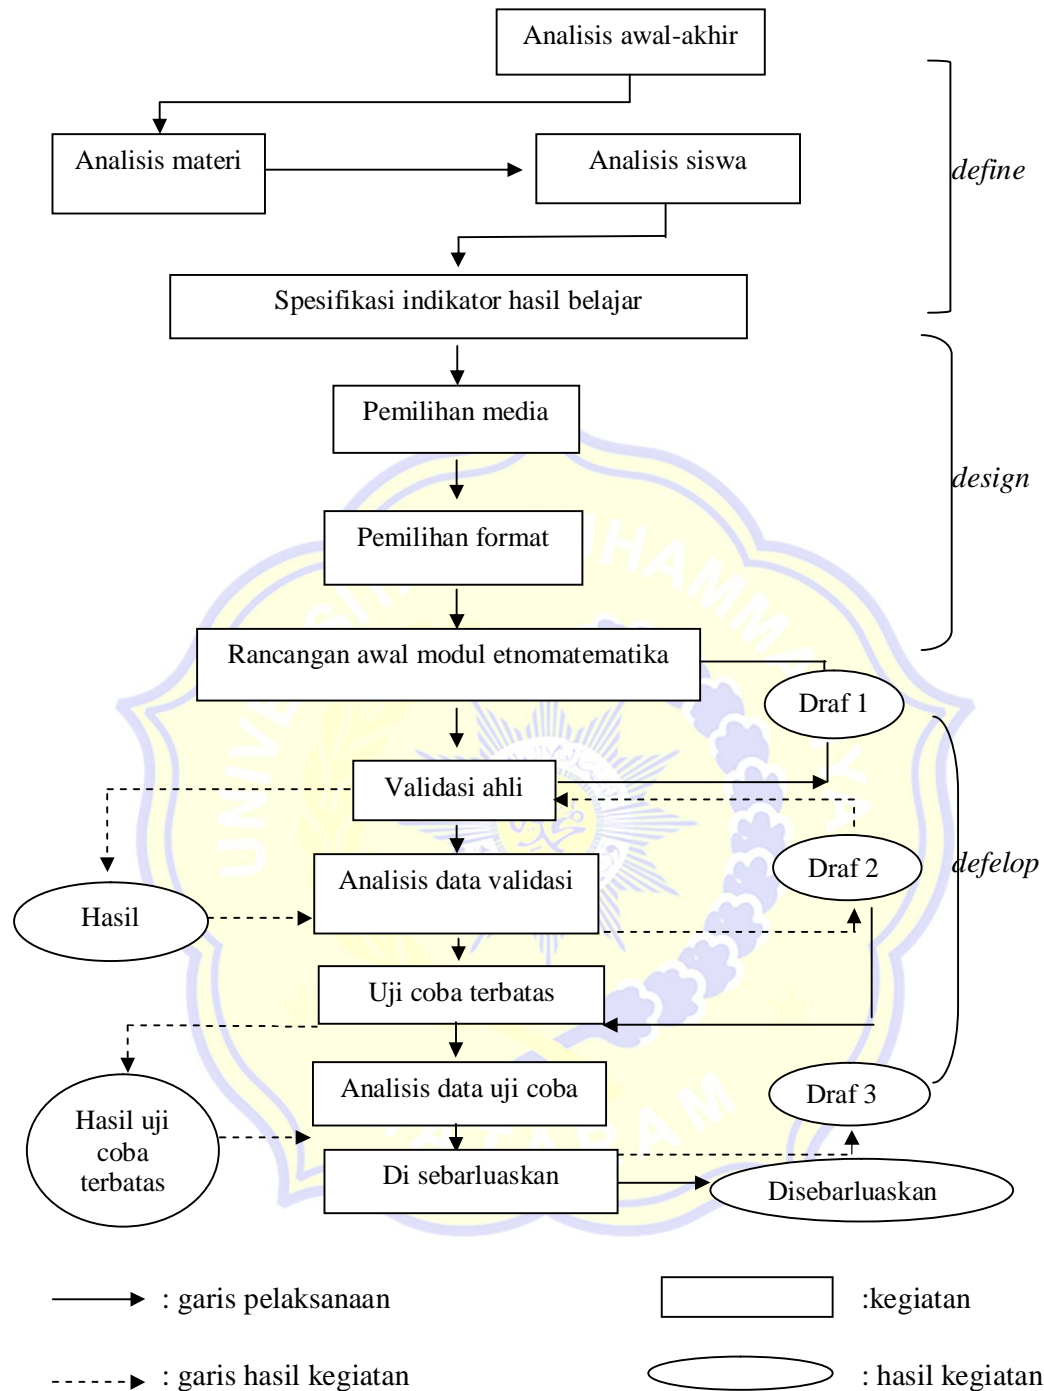 Analisis awal-akhir
Analisis materi
Analisis siswa
define
Spesifikasi indikator hasil belajar
Pemilihan media
design
Pemilihan format
Rancangan awal modul etnomatematika
Draf 1
Validasi ahli
Draf 2
defelop
Analisis data validasi
Hasil
Uji coba terbatas
Analisis data uji coba
Draf 3
Hasil uji
coba
terbatas
Di sebarluaskan
Disebarluaskan
: garis pelaksanaan
:kegiatan
: garis hasil kegiatan
: hasil kegiatan